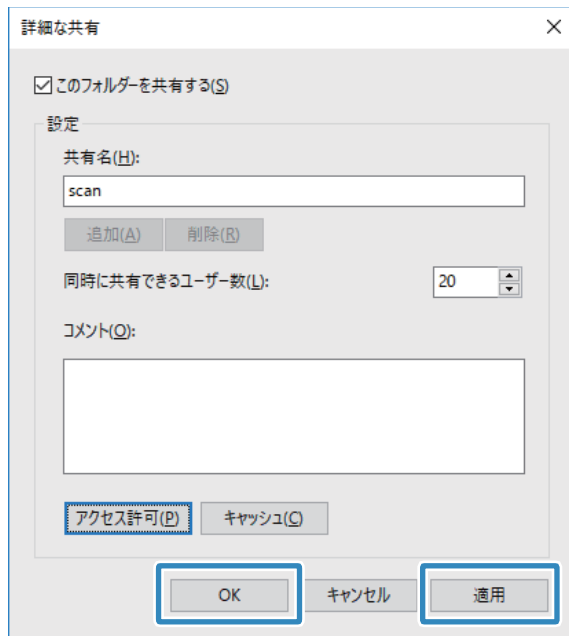 詳細な共有
このフォルダーを共有する(S)
設定
共有名(H):
scan
追加(A) 削除(R)
同時に共有できるユーザー数(L): 20
コメント(O):
アクセス許可(P) キャッシュ(C)
OK キャンセル 適用